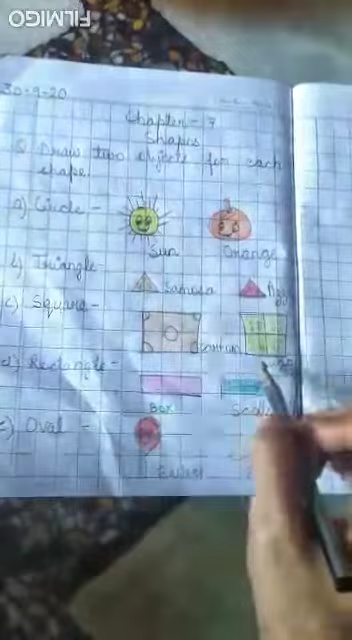 FILMIGO
30-9-20
Chapter - 7
Shapes
Q. Draw two objects for each
shape.
a) Circle -
Sun Orange
b) Triangle -
Samosa
c) Square -
d) Rectangle -
Box Scale
e) Oval -